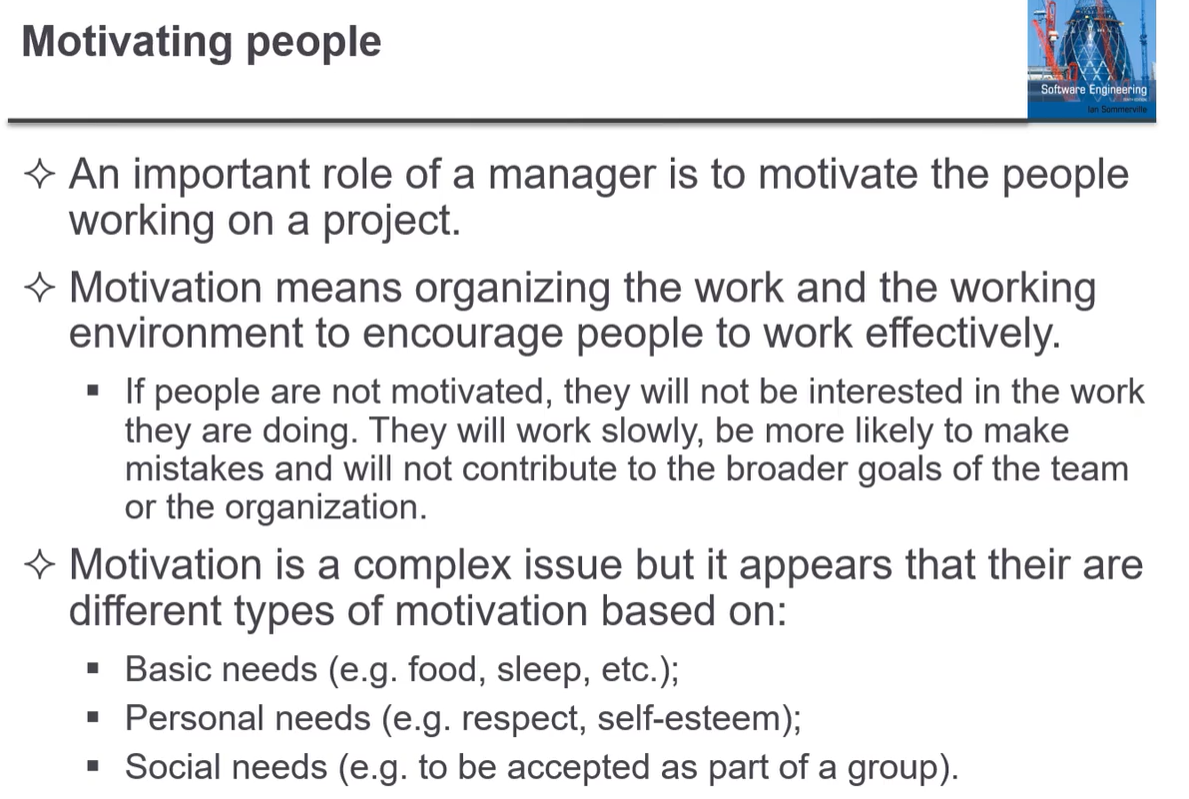 Motivating people
Software Engineering
Ian Sommerville
✧ An important role of a manager is to motivate the people
working on a project.
✧ Motivation means organizing the work and the working
environment to encourage people to work effectively.
▪ If people are not motivated, they will not be interested in the work
they are doing. They will work slowly, be more likely to make
mistakes and will not contribute to the broader goals of the team
or the organization.
✧ Motivation is a complex issue but it appears that their are
different types of motivation based on:
▪ Basic needs (e.g. food, sleep, etc.);
▪ Personal needs (e.g. respect, self-esteem);
▪ Social needs (e.g. to be accepted as part of a group).